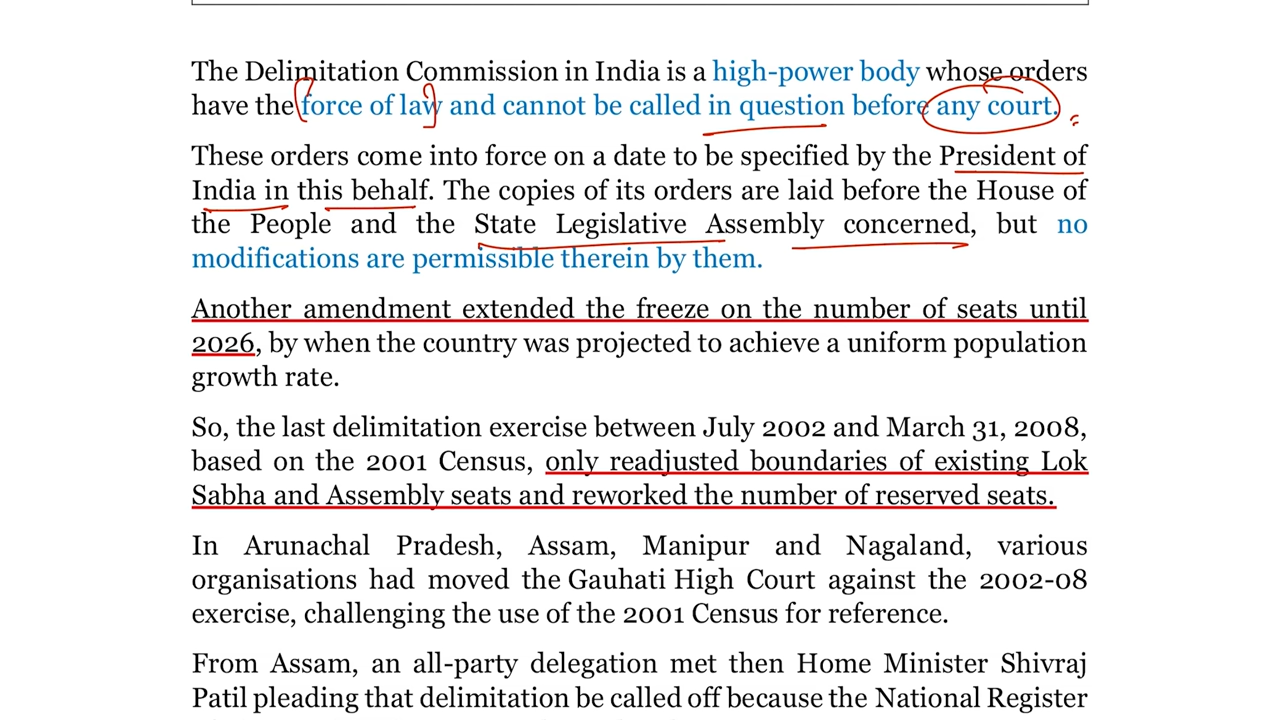 The Delimitation Commission in India is a high-power body whose orders
have the force of law and cannot be called in question before any court.
These orders come into force on a date to be specified by the President of
India in this behalf. The copies of its orders are laid before the House of
the People and the State Legislative Assembly concerned, but no
modifications are permissible therein by them.
Another amendment extended the freeze on the number of seats until
2026, by when the country was projected to achieve a uniform population
growth rate.
So, the last delimitation exercise between July 2002 and March 31, 2008,
based on the 2001 Census, only readjusted boundaries of existing Lok
Sabha and Assembly seats and reworked the number of reserved seats.
In Arunachal Pradesh, Assam, Manipur and Nagaland, various
organisations had moved the Gauhati High Court against the 2002-08
exercise, challenging the use of the 2001 Census for reference.
From Assam, an all-party delegation met then Home Minister Shivraj
Patil pleading that delimitation be called off because the National Register